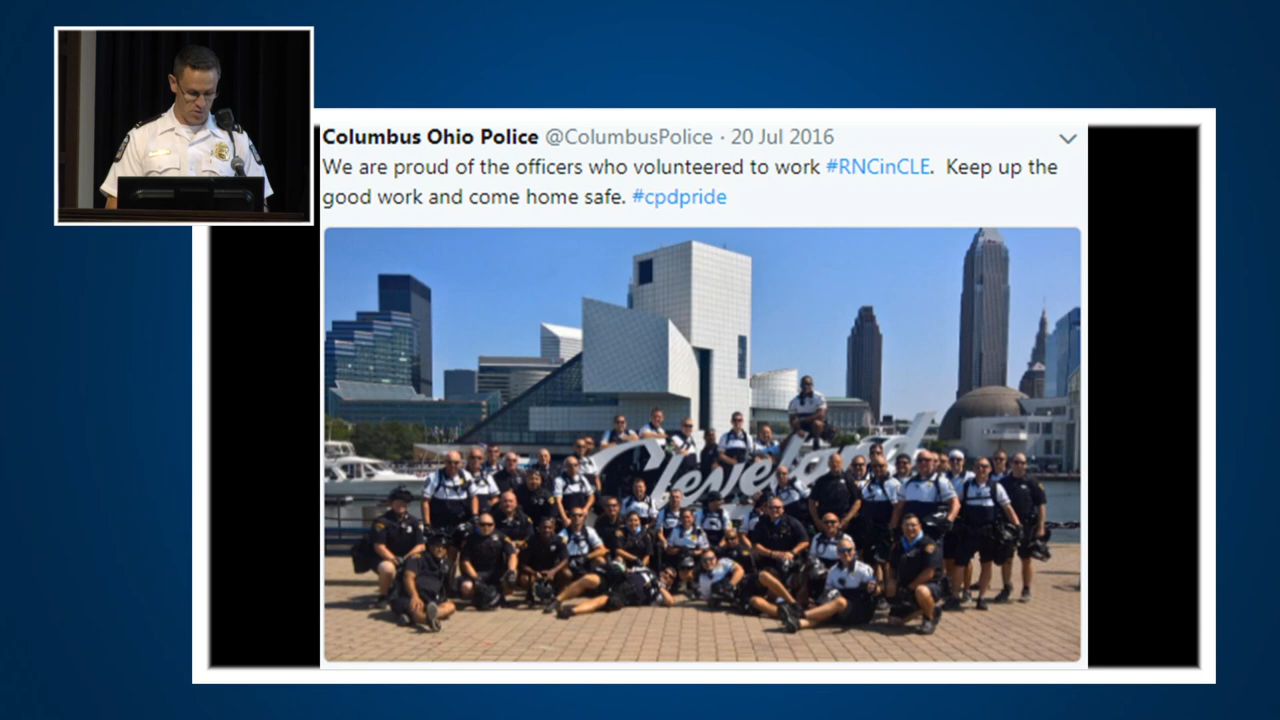 Columbus Ohio Police @ColumbusPolice · 20 Jul 2016
We are proud of the officers who volunteered to work #RNCinCLE.  Keep up the
good work and come home safe. #cpdpride
Cleveland